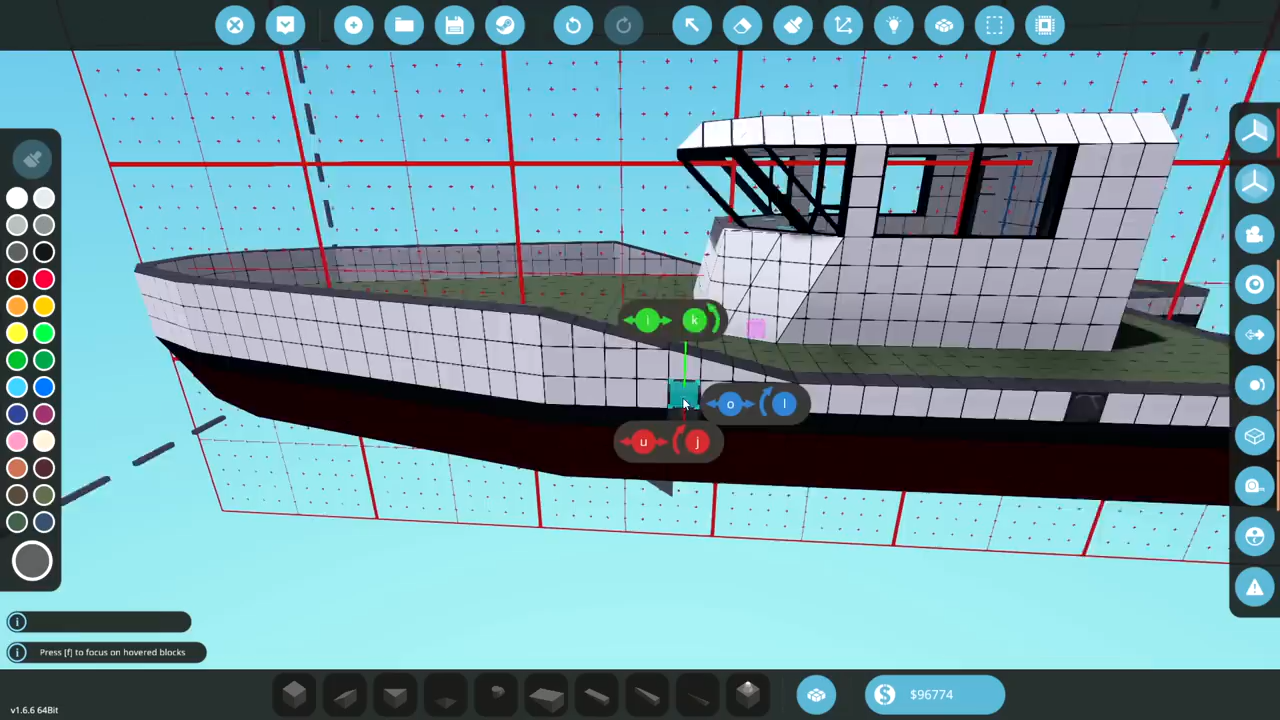 i k
o l
u j
Press [f] to focus on hovered blocks
v1.6.6 64Bit
$96774